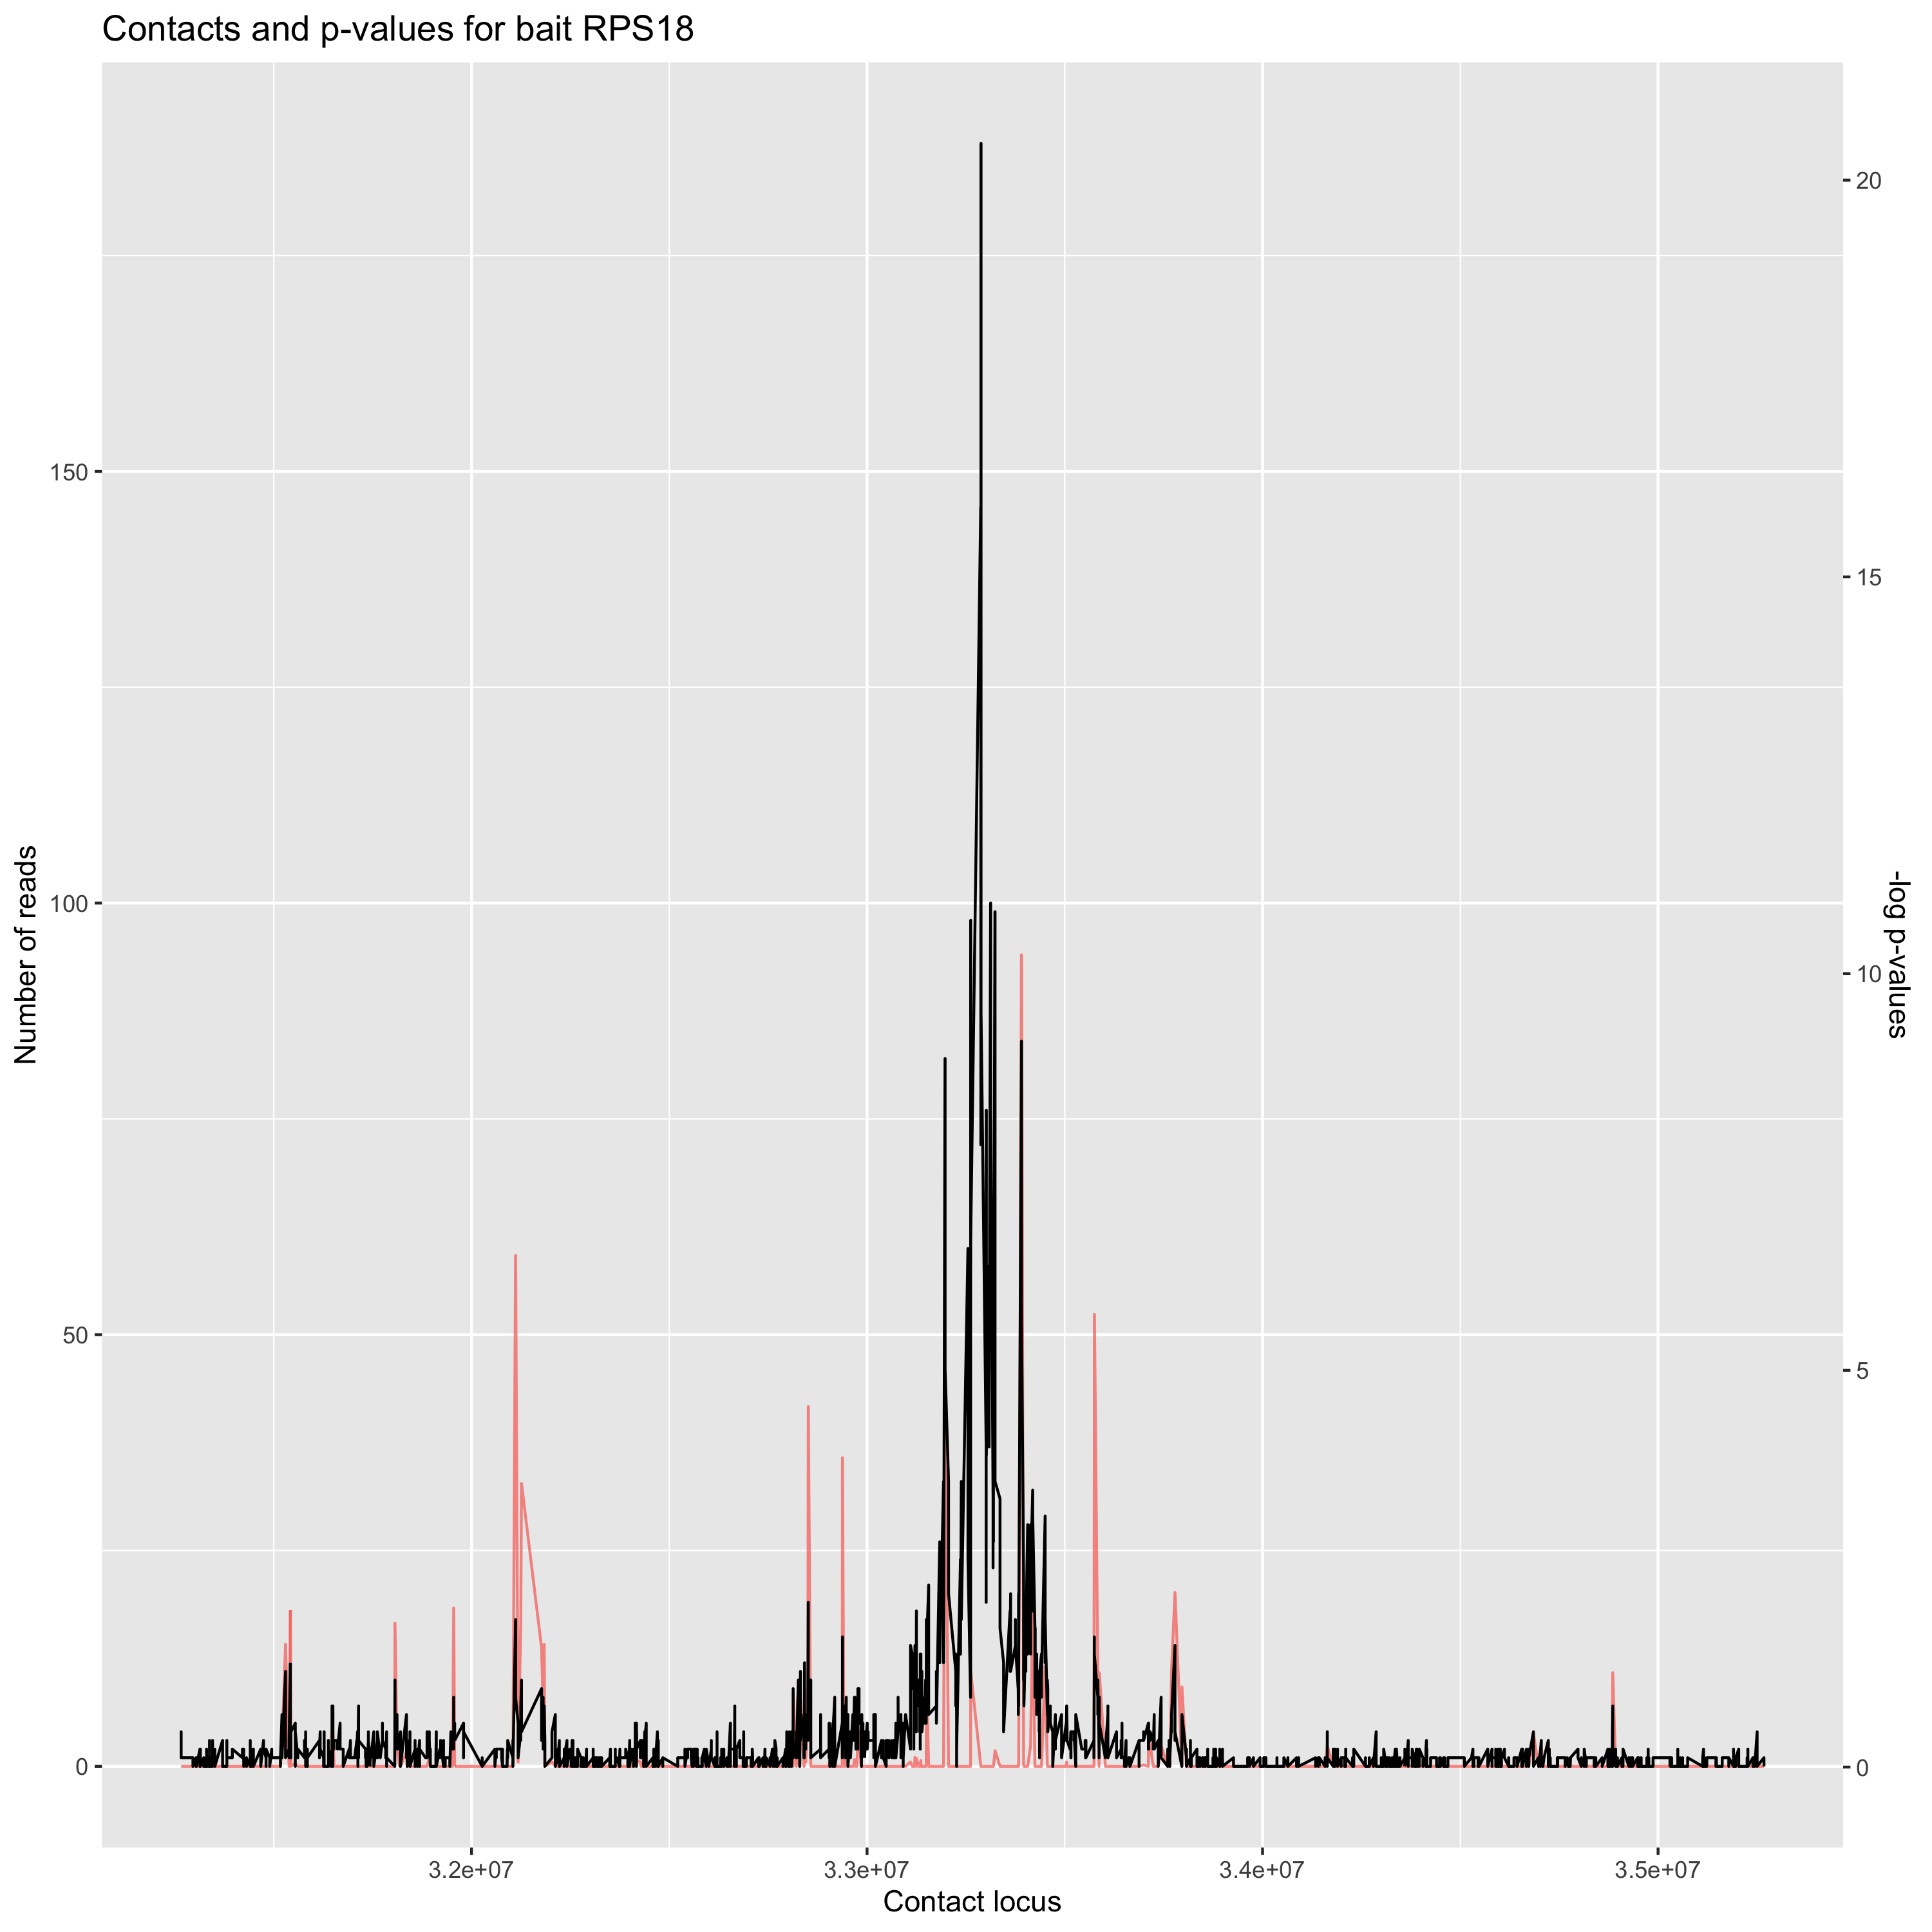 Contacts and p-values for bait RPS18
Number of reads
150
100
50
0
20
15
10
5
0
-log p-values
3.2e+07
3.3e+07
3.4e+07
3.5e+07
Contact locus